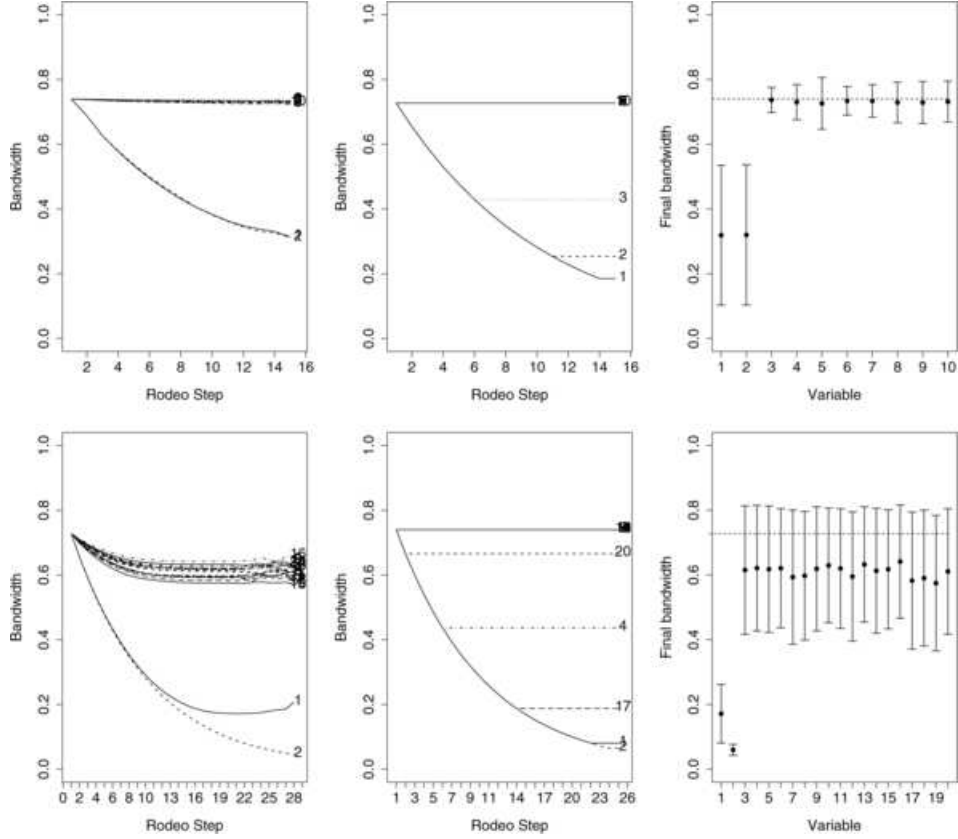 Bandwidth
0.0 0.2 0.4 0.6 0.8 1.0
2 4 6 8 10 12 14 16
Rodeo Step
2
Bandwidth
0.0 0.2 0.4 0.6 0.8 1.0
3
2
1
2 4 6 8 10 12 14 16
Rodeo Step
Final bandwidth
0.0 0.2 0.4 0.6 0.8 1.0
1 2 3 4 5 6 7 8 9 10
Variable
Bandwidth
0.0 0.2 0.4 0.6 0.8 1.0
1
2
0 2 4 6 8 10 13 16 19 22 25 28
Rodeo Step
Bandwidth
0.0 0.2 0.4 0.6 0.8 1.0
20
4
17
1
2
1 3 5 7 9 11 14 17 20 23 26
Rodeo Step
Final bandwidth
0.0 0.2 0.4 0.6 0.8 1.0
1 3 5 7 9 11 13 15 17 19
Variable